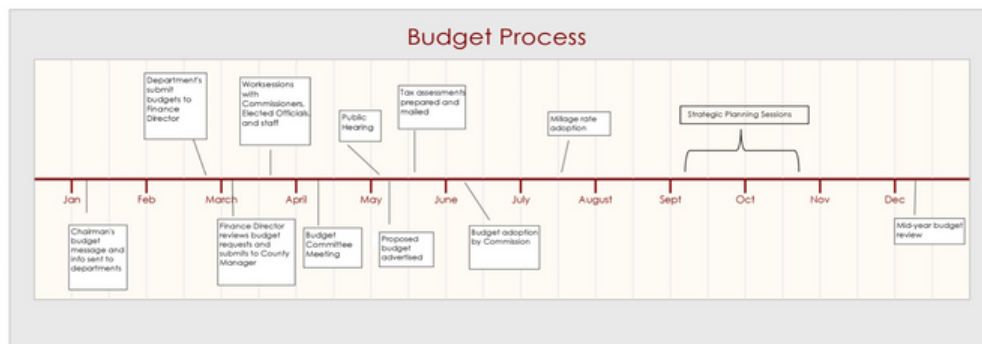 Budget Process
Department's
submit
budgets to
Finance
Director
Worksessions
with
Commissioners,
Elected Officials,
and staff
Public
Hearing
Tax assessments
prepared and
mailed
Millage rate
adoption
Strategic Planning Sessions
Jan Feb March April May June July August Sept Oct Nov Dec
Chairman's
budget
message and
info sent to
departments
Finance Director
reviews budget
requests and
submits to County
Manager
Budget
Committee
Meeting
Proposed
budget
advertised
Budget adoption
by Commission
Mid-year budget
review